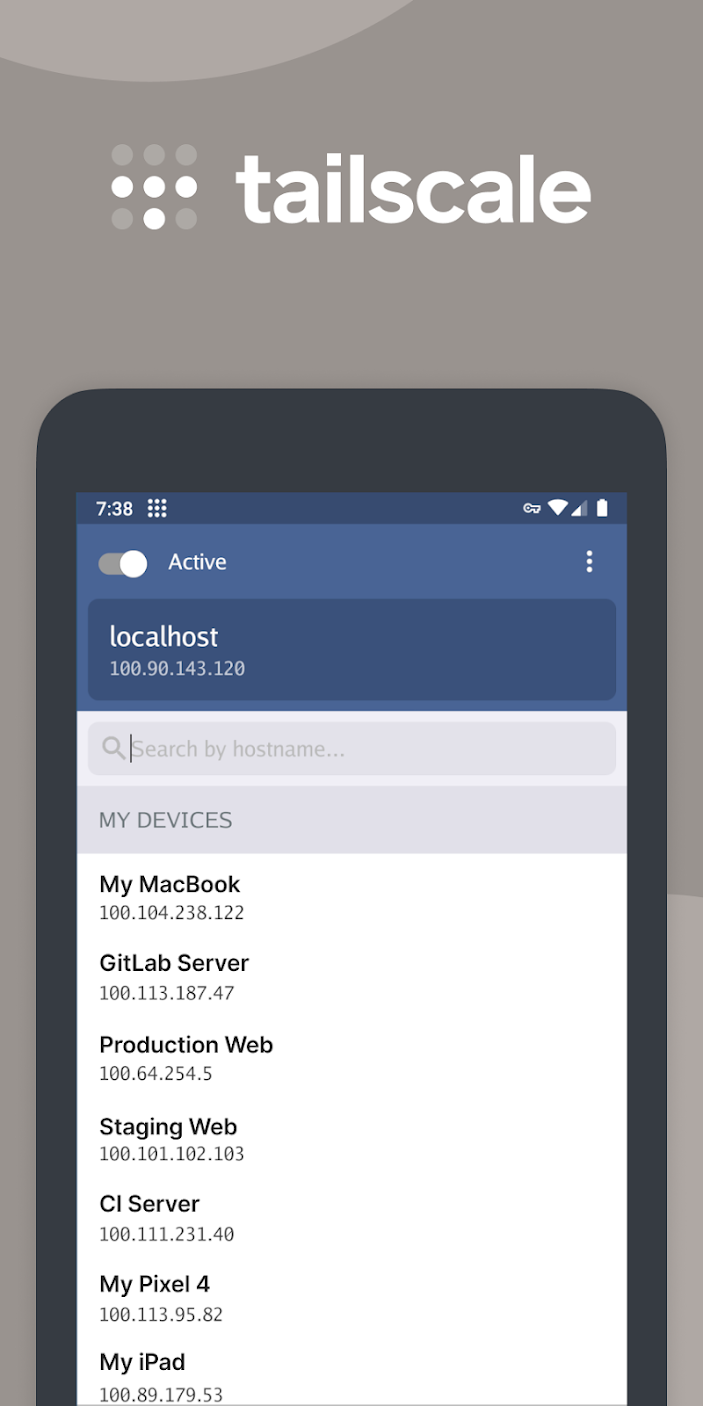 tailscale
7:38
Active
localhost
100.90.143.120
Search by hostname...
MY DEVICES
My MacBook
100.104.238.122
GitLab Server
100.113.187.47
Production Web
100.64.254.5
Staging Web
100.101.102.103
CI Server
100.111.231.40
My Pixel 4
100.113.95.82
My iPad
100.89.179.53